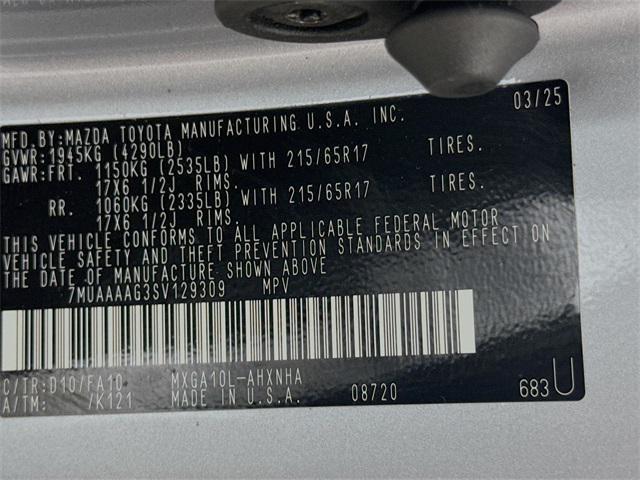 03/25
MFD.BY:MAZDA TOYOTA MANUFACTURING U.S.A. INC.
GVWR:1945KG (4290LB)
GAWR:FRT. 1150KG (2535LB) WITH 215/65R17 TIRES.
17X6 1/2J RIMS.
RR. 1060KG (2335LB) WITH 215/65R17 TIRES.
17X6 1/2J RIMS.
THIS VEHICLE CONFORMS TO ALL APPLICABLE FEDERAL MOTOR
VEHICLE SAFETY AND THEFT PREVENTION STANDARDS IN EFFECT ON
THE DATE OF MANUFACTURE SHOWN ABOVE.
7MUAAAAG3SV129309 MPV
C/TR:D10/FA10 MXGA10L-AHXNHA
A/TM: /K121 MADE IN U.S.A. 08720 683U